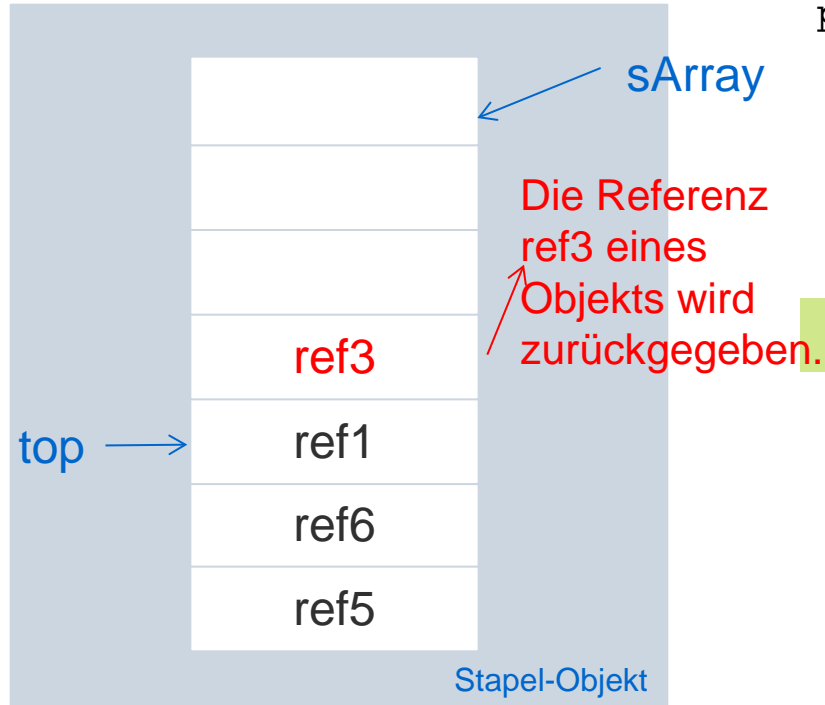 sArray
Die Referenz
ref3 eines
Objekts wird
zurückgegeben.
ref3
top
ref1
ref6
ref5
Stapel-Objekt